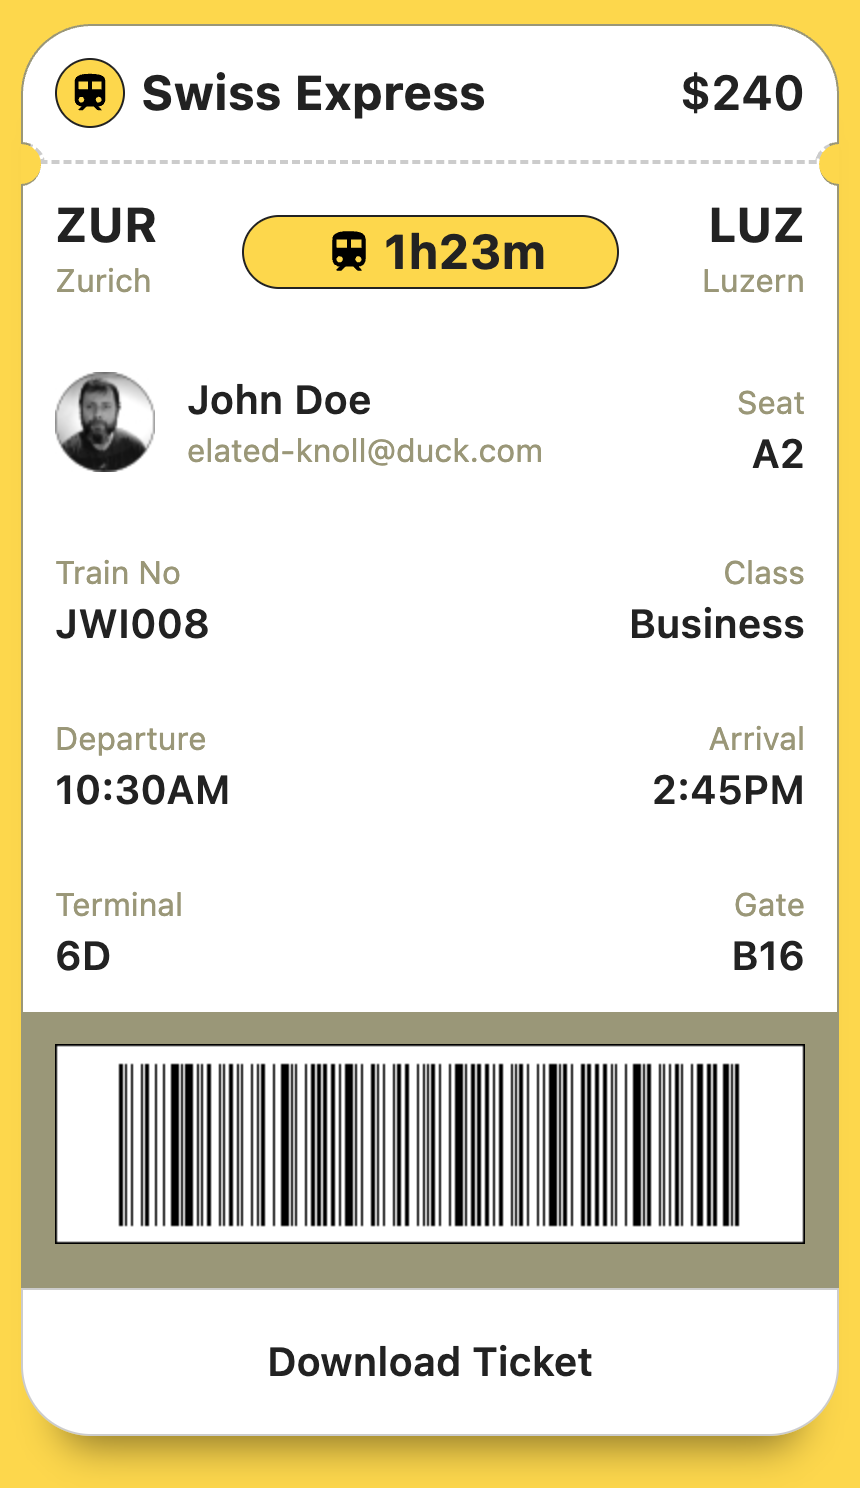 Swiss Express $240
ZUR 1h23m LUZ
Zurich Luzern
John Doe Seat
elated-knoll@duck.com A2
Train No Class
JWI008 Business
Departure Arrival
10:30AM 2:45PM
Terminal Gate
6D B16
Download Ticket